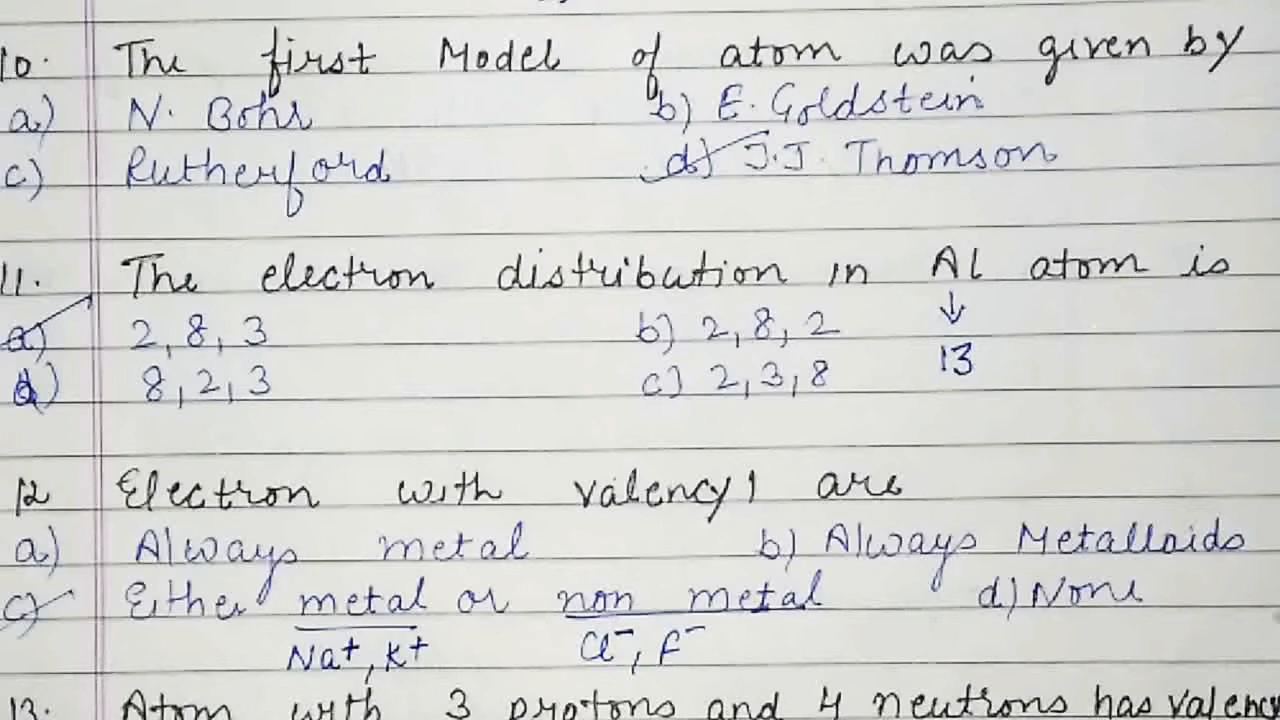 10. The first Model of atom was given by
a) N. Bohr b) E. Goldstein
c) Rutherford d) J.J. Thomson
11. The electron distribution in Al atom is
a) 2, 8, 3 b) 2, 8, 2 ↓
d) 8, 2, 3 c) 2, 3, 8 13
12 Electron with valency 1 are
a) Always metal b) Always Metalloids
c) Either metal or non metal d) None
Na⁺, K⁺ Cl⁻, F⁻
13. Atom with 3 protons and 4 neutrons has valency